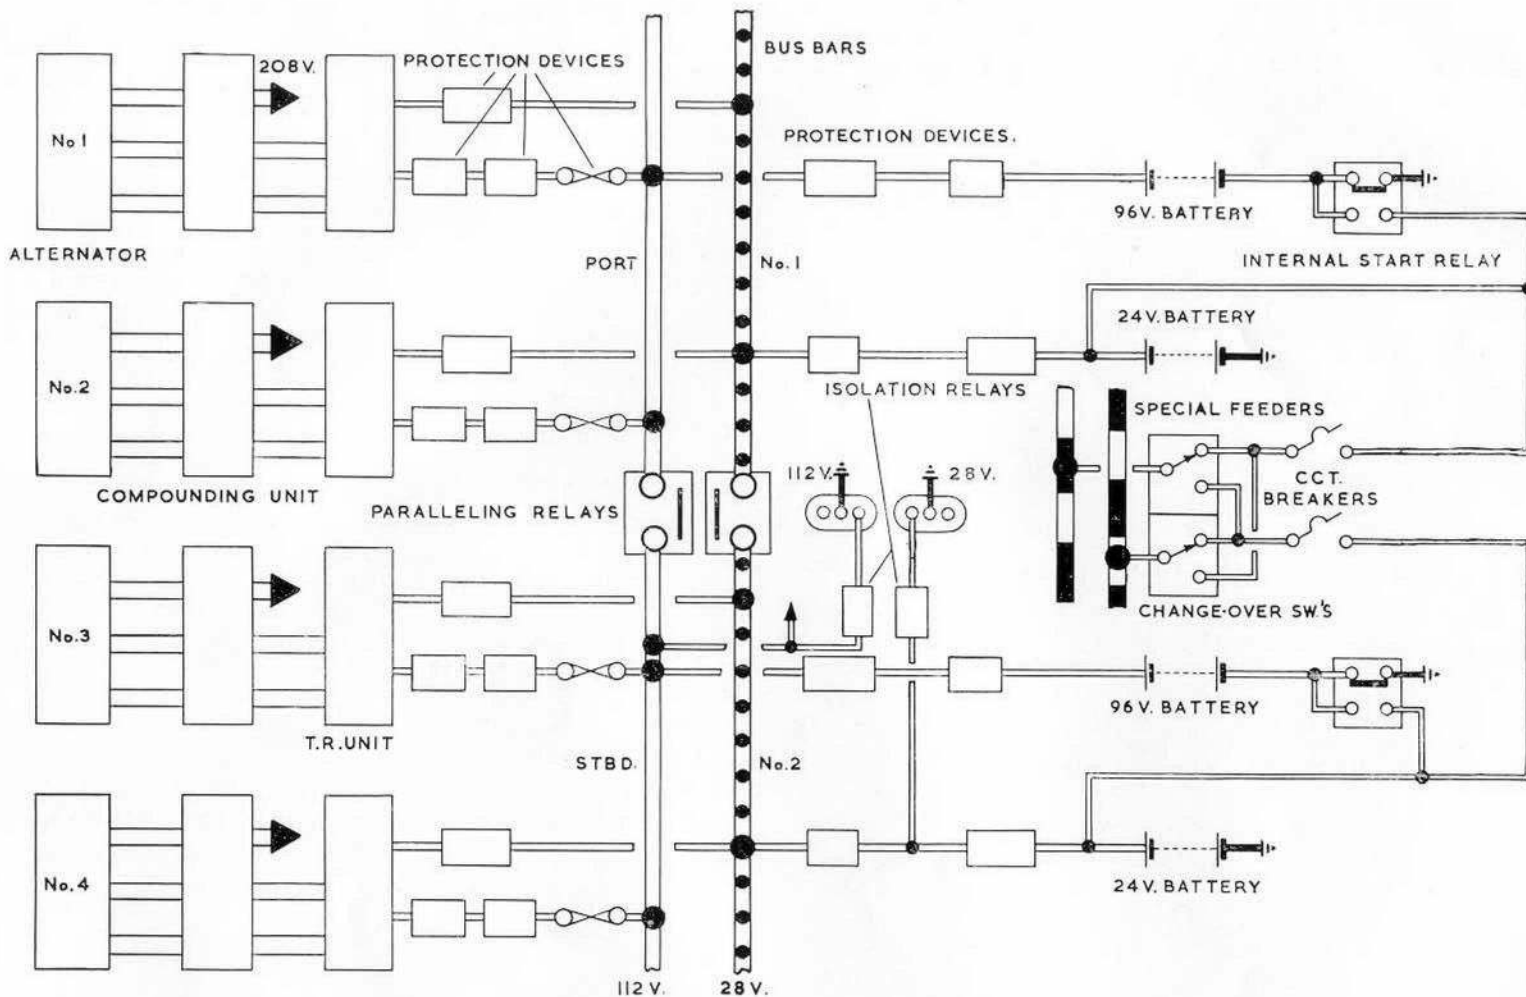 BUS BARS
208V.
PROTECTION DEVICES
No 1
PROTECTION DEVICES.
96V. BATTERY
ALTERNATOR
PORT
No.1
INTERNAL START RELAY
24V. BATTERY
No.2
ISOLATION RELAYS
SPECIAL FEEDERS
112V.
28V.
CCT.
BREAKERS
COMPOUNDING UNIT
PARALLELING RELAYS
CHANGE-OVER SW'S
No.3
96V. BATTERY
T.R. UNIT
STBD.
No.2
No.4
24V. BATTERY
112V.
28V.